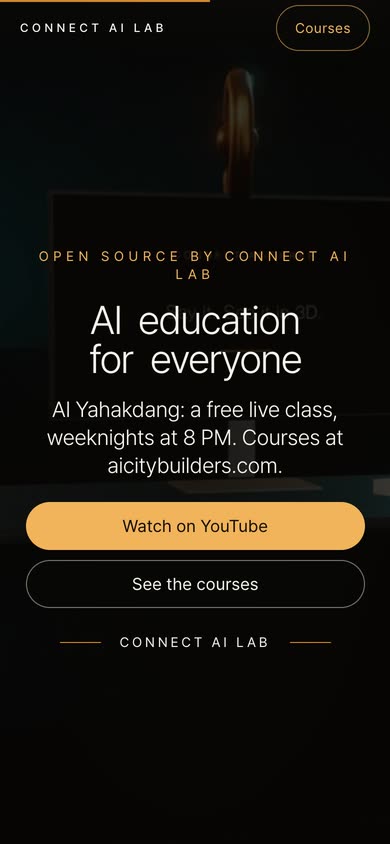 CONNECT AI LAB
Courses
OPEN SOURCE BY CONNECT AI
LAB
AI education
for everyone
AI Yahakdang: a free live class,
weeknights at 8 PM. Courses at
aicitybuilders.com.
Watch on YouTube
See the courses
CONNECT AI LAB